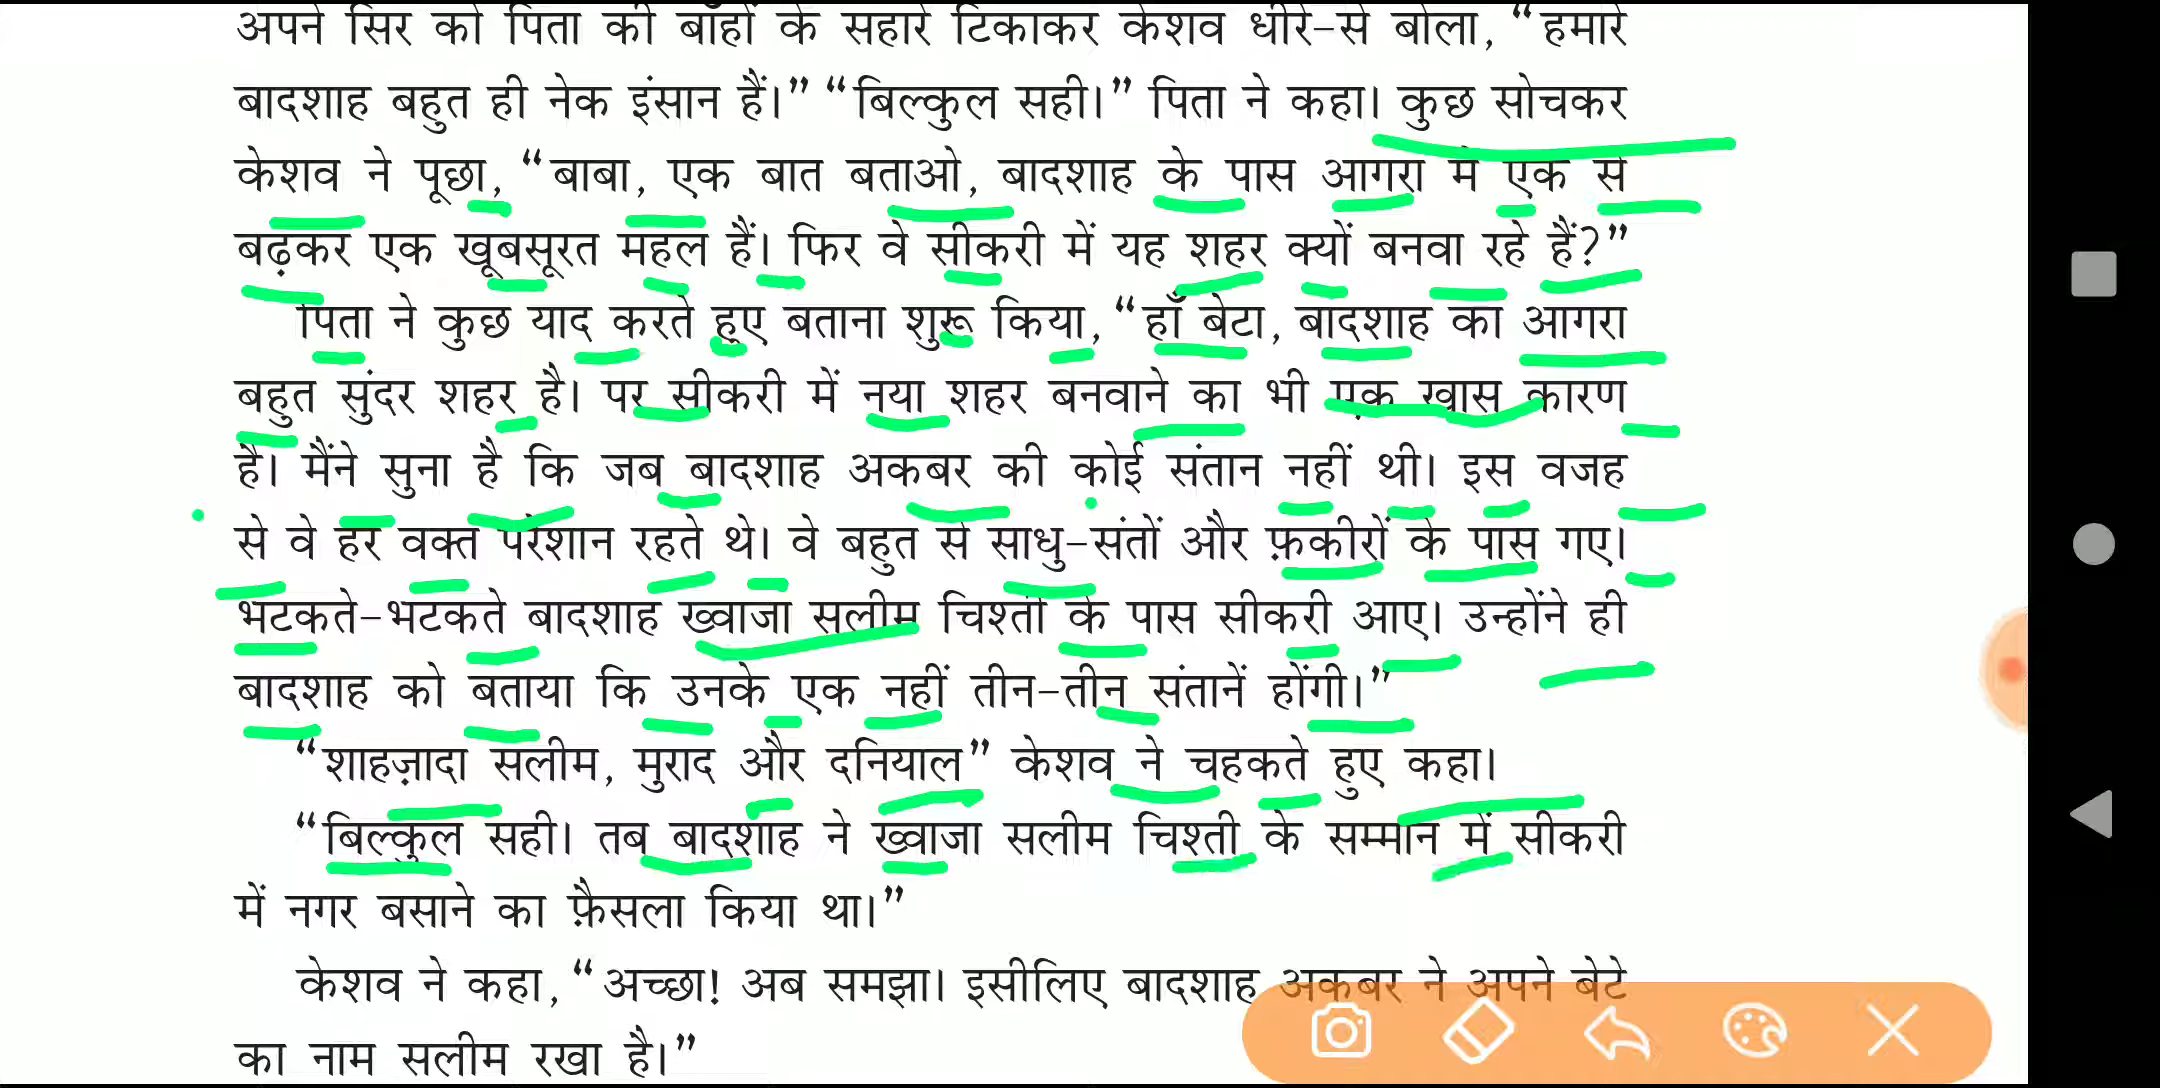 अपने सिर को पिता की बाँहों के सहारे टिकाकर केशव धीरे-से बोला, “हमारे
बादशाह बहुत ही नेक इंसान हैं।” “बिल्कुल सही।” पिता ने कहा। कुछ सोचकर
केशव ने पूछा, “बाबा, एक बात बताओ, बादशाह के पास आगरा में एक से
बढ़कर एक खूबसूरत महल हैं। फिर वे सीकरी में यह शहर क्यों बनवा रहे हैं?”
पिता ने कुछ याद करते हुए बताना शुरू किया, “हाँ बेटा, बादशाह का आगरा
बहुत सुंदर शहर है। पर सीकरी में नया शहर बनवाने का भी एक खास कारण
है। मैंने सुना है कि जब बादशाह अकबर की कोई संतान नहीं थी। इस वजह
से वे हर वक्त परेशान रहते थे। वे बहुत से साधु-संतों और फ़कीरों के पास गए।
भटकते-भटकते बादशाह ख्वाजा सलीम चिश्ती के पास सीकरी आए। उन्होंने ही
बादशाह को बताया कि उनके एक नहीं तीन-तीन संतानें होंगी।”
“शाहज़ादा सलीम, मुराद और दनियाल” केशव ने चहकते हुए कहा।
“बिल्कुल सही। तब बादशाह ने ख्वाजा सलीम चिश्ती के सम्मान में सीकरी
में नगर बसाने का फ़ैसला किया था।”
केशव ने कहा, “अच्छा! अब समझा। इसीलिए बादशाह अकबर ने अपने बेटे
का नाम सलीम रखा है।”